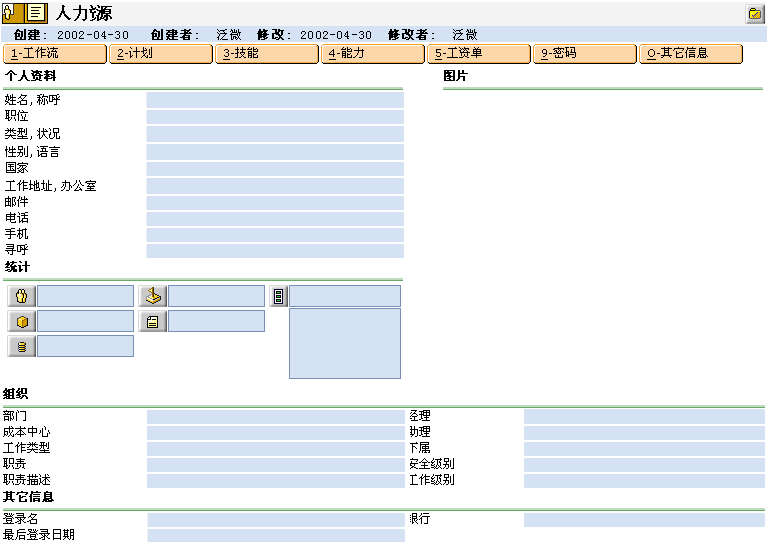 人力资源
创建: 2002-04-30 创建者: 泛微 修改: 2002-04-30 修改者: 泛微
1-工作流 2-计划 3-技能 4-能力 5-工资单 9-密码 O-其它信息
个人资料 图片
姓名,称呼
职位
类型,状况
性别,语言
国家
工作地址,办公室
邮件
电话
手机
寻呼
统计
组织
部门 经理
成本中心 助理
工作类型 下属
职责 安全级别
职责描述 工作级别
其它信息
登录名 银行
最后登录日期